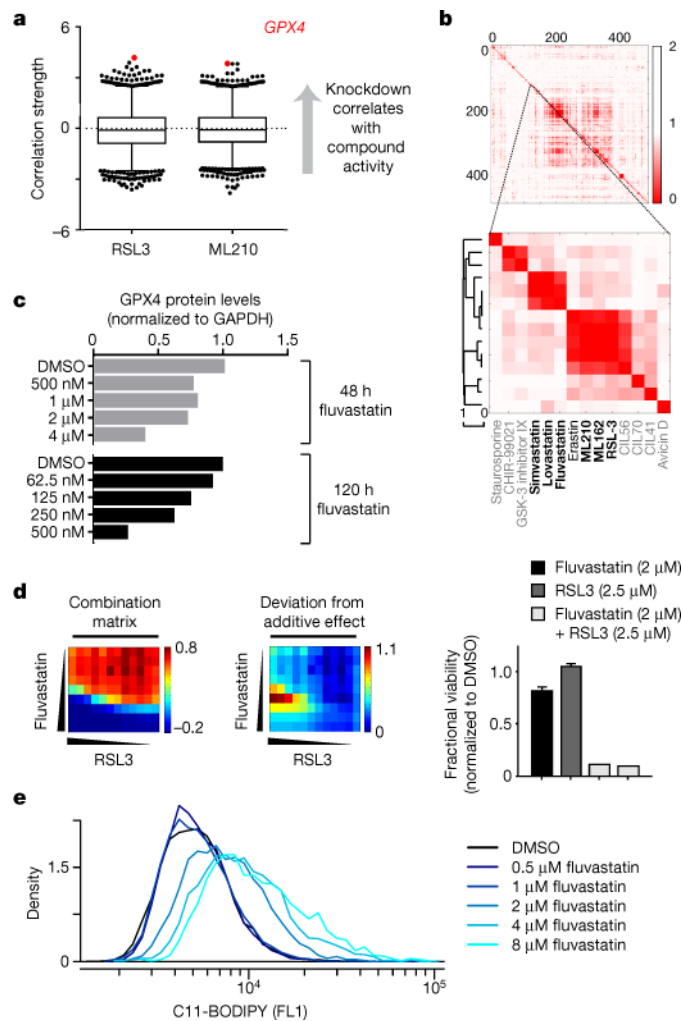 a
6
0
−6
Correlation strength
GPX4
Knockdown
correlates
with
compound
activity
RSL3
ML210
b
0 200 400
0
200
400
2
1
0
1 0
Staurosporine
CHIR-99021
GSK-3 inhibitor IX
Simvastatin
Lovastatin
Fluvastatin
Erastin
ML210
ML162
RSL-3
CIL56
CIL70
CIL41
Avicin D
c
GPX4 protein levels
(normalized to GAPDH)
0 0.5 1.0 1.5
DMSO
500 nM
1 μM
2 μM
4 μM
48 h
fluvastatin
DMSO
62.5 nM
125 nM
250 nM
500 nM
120 h
fluvastatin
d
Combination
matrix
Fluvastatin
RSL3
0.8
−0.2
Deviation from
additive effect
Fluvastatin
RSL3
1.1
0
Fluvastatin (2 μM)
RSL3 (2.5 μM)
Fluvastatin (2 μM)
+ RSL3 (2.5 μM)
Fractional viability
(normalized to DMSO)
1.0
0.5
0
e
Density
1.5
0
10⁴
10⁵
C11-BODIPY (FL1)
DMSO
0.5 μM fluvastatin
1 μM fluvastatin
2 μM fluvastatin
4 μM fluvastatin
8 μM fluvastatin